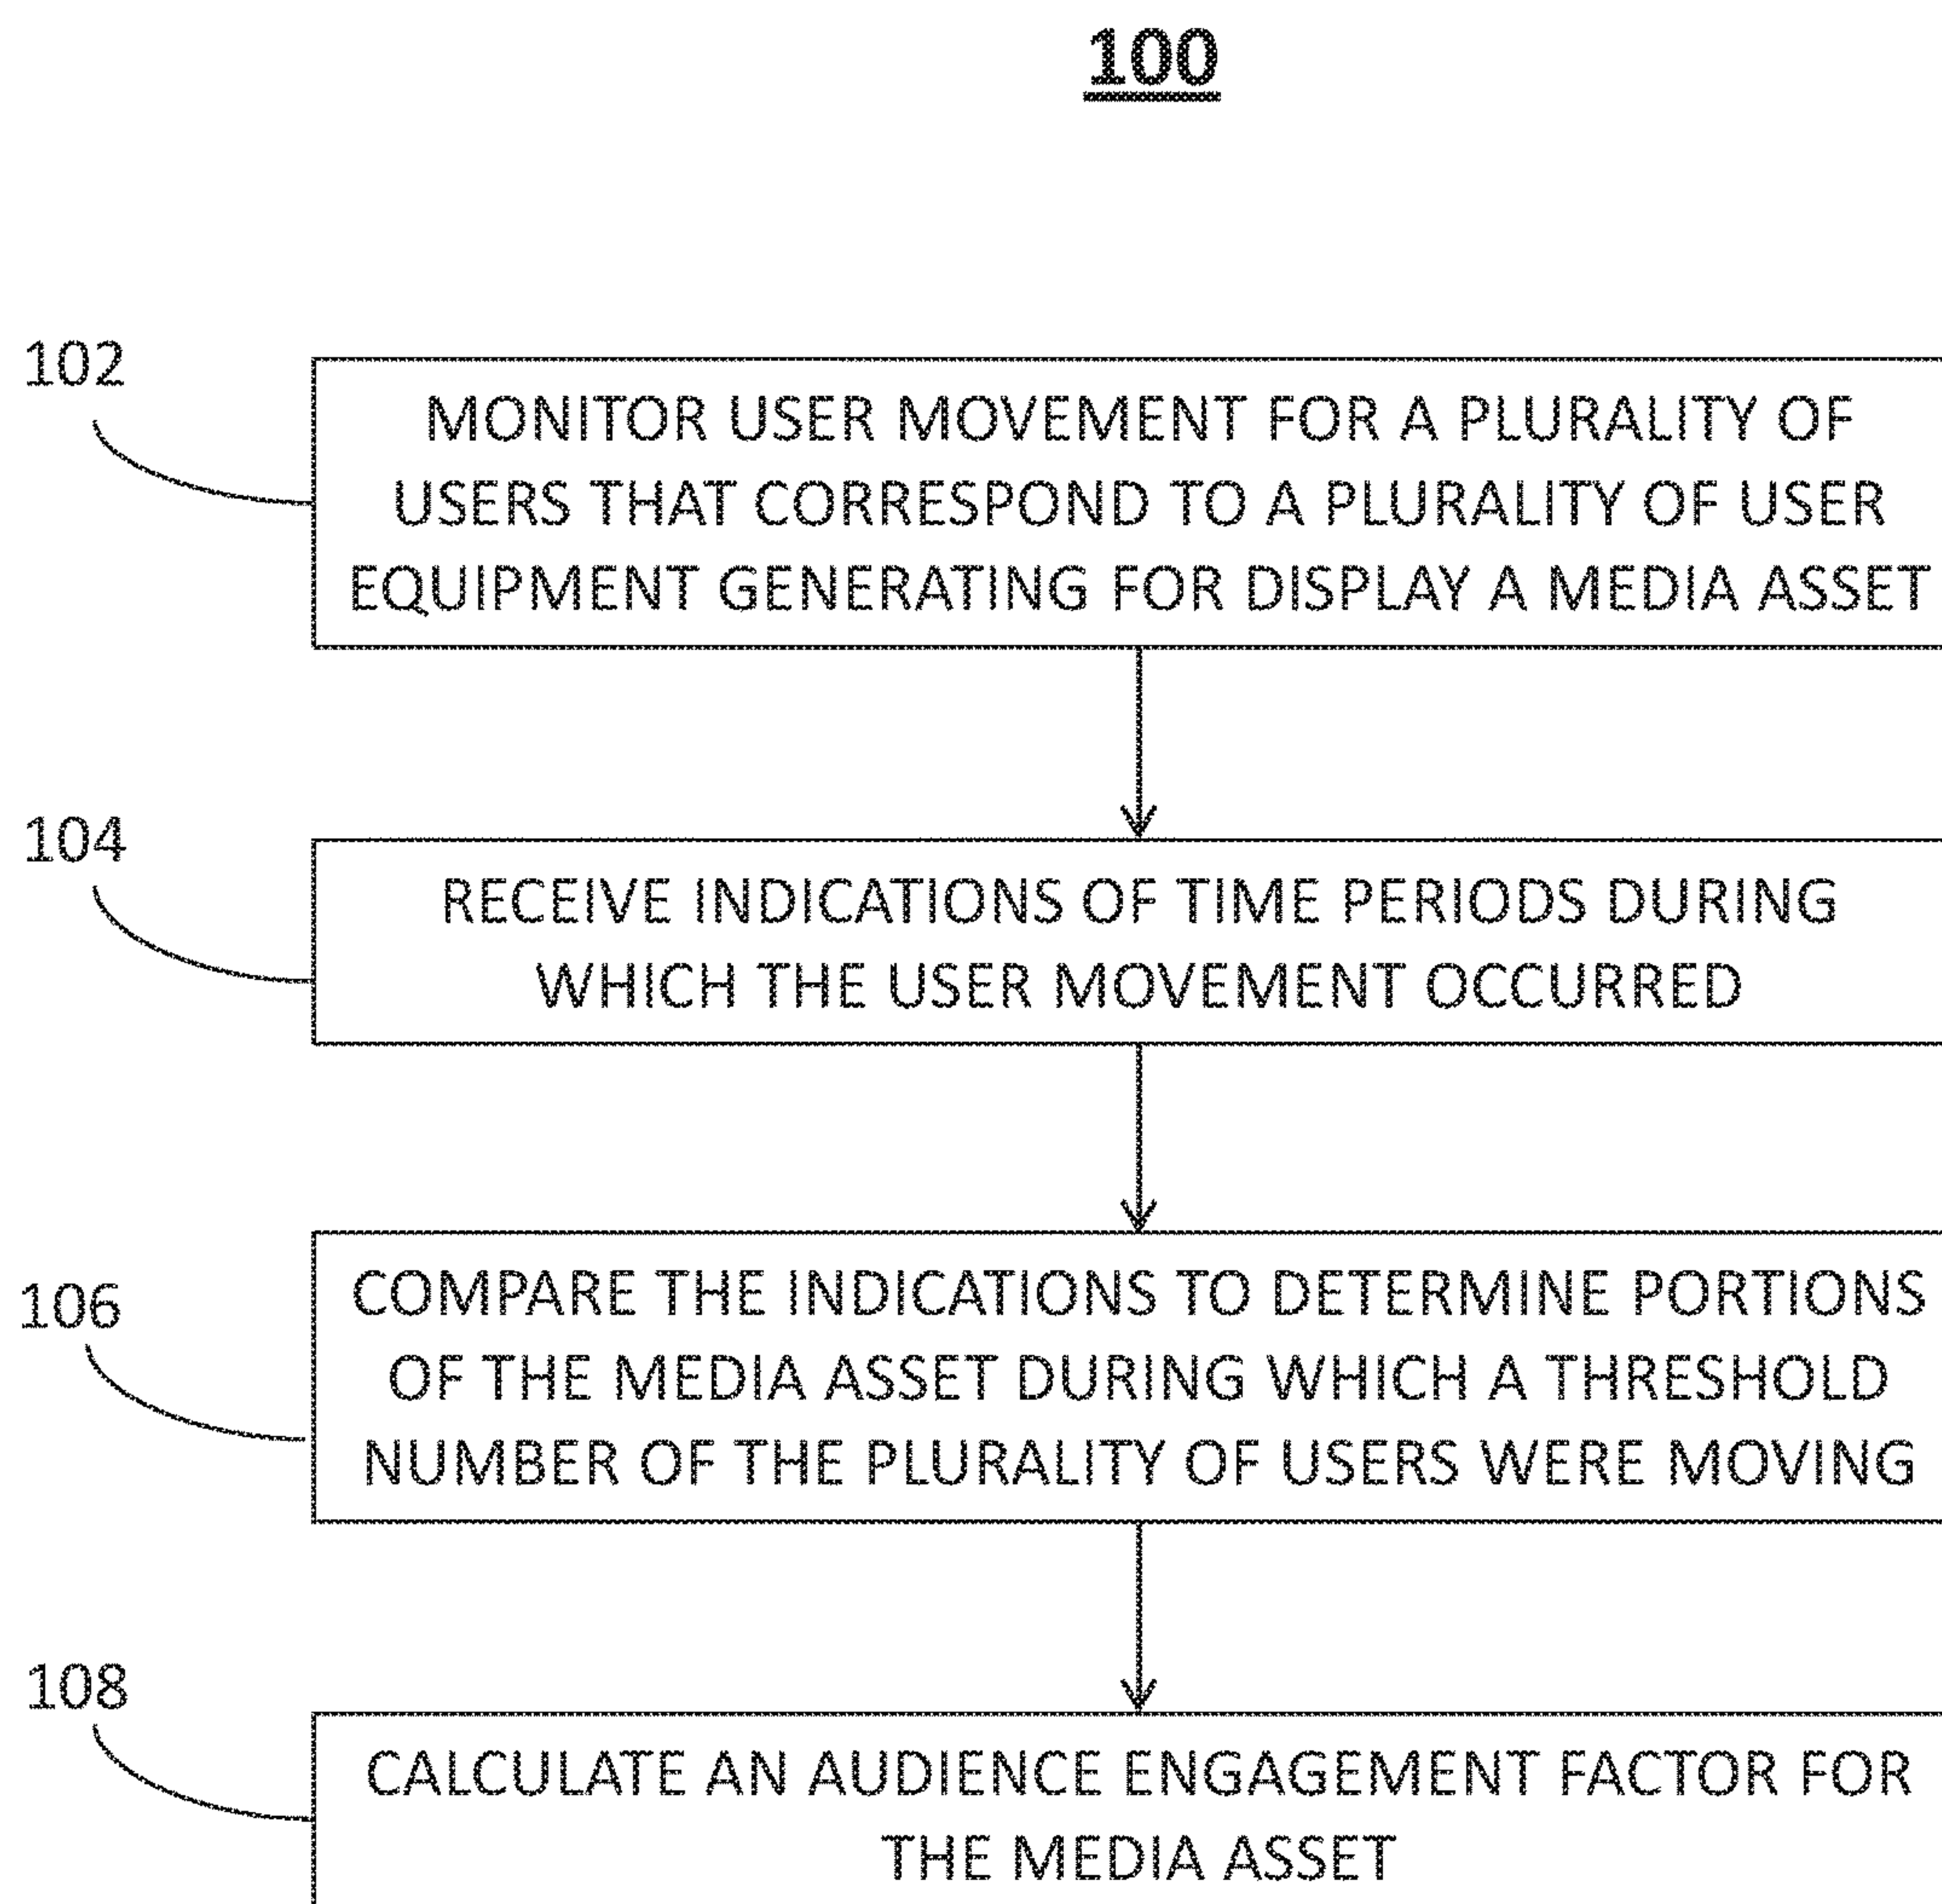 100
102
MONITOR USER MOVEMENT FOR A PLURALITY OF
USERS THAT CORRESPOND TO A PLURALITY OF USER
EQUIPMENT GENERATING FOR DISPLAY A MEDIA ASSET
104
RECEIVE INDICATIONS OF TIME PERIODS DURING
WHICH THE USER MOVEMENT OCCURRED
106
COMPARE THE INDICATIONS TO DETERMINE PORTIONS
OF THE MEDIA ASSET DURING WHICH A THRESHOLD
NUMBER OF THE PLURALITY OF USERS WERE MOVING
108
CALCULATE AN AUDIENCE ENGAGEMENT FACTOR FOR
THE MEDIA ASSET